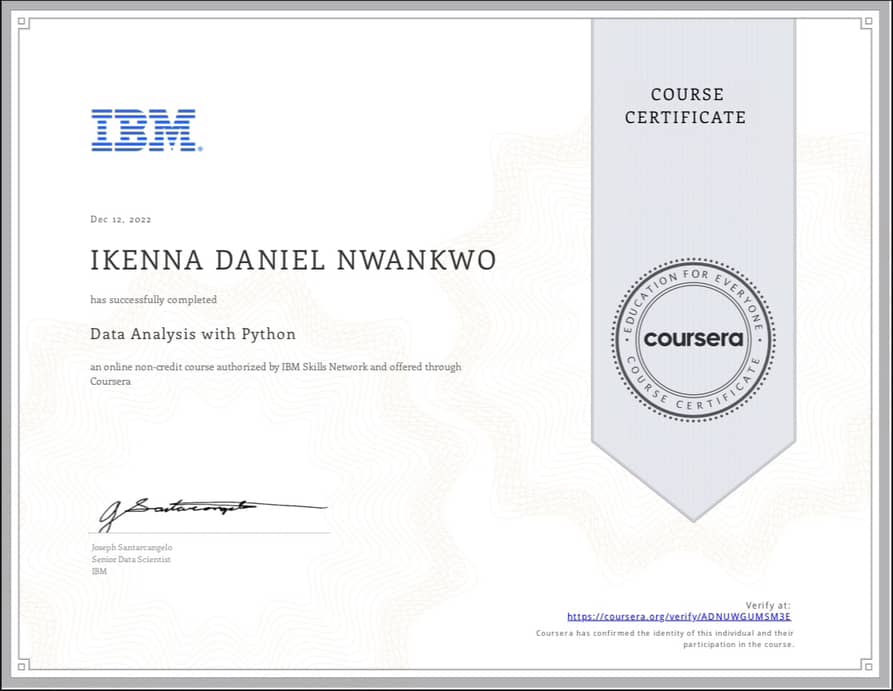 IBM®
Dec 12, 2022
IKENNA DANIEL NWANKWO
has successfully completed
Data Analysis with Python
an online non-credit course authorized by IBM Skills Network and offered through
Coursera
Joseph Santarcangelo
Senior Data Scientist
IBM
COURSE
CERTIFICATE
EDUCATION FOR EVERYONE
coursera
COURSE CERTIFICATE
Verify at:
https://coursera.org/verify/ADNUWGUMSM3E
Coursera has confirmed the identity of this individual and their
participation in the course.